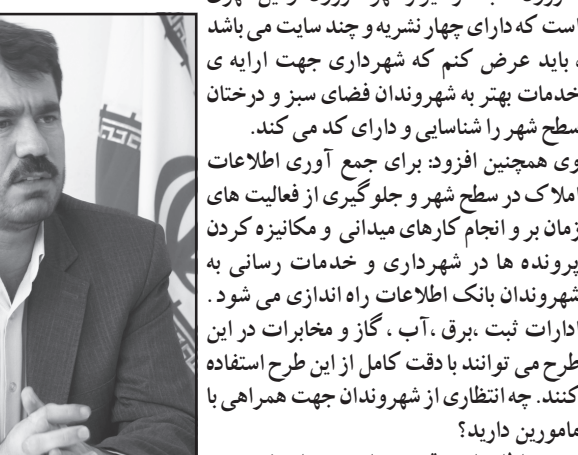 است که دارای چهار نشریه و چند سایت می باشد
، باید عرض کنم که شهرداری جهت ارایه ی
خدمات بهتر به شهروندان فضای سبز و درختان
سطح شهر را شناسایی و دارای کد می کند.
وی همچنین افزود: برای جمع آوری اطلاعات
املاک در سطح شهر و جلوگیری از فعالیت های
زمان بر و انجام کارهای میدانی و مکانیزه کردن
پرونده ها در شهرداری و خدمات رسانی به
شهروندان بانک اطلاعات راه اندازی می شود .
ادارات ثبت ،برق ،آب ، گاز و مخابرات در این
طرح می توانند با دقت کامل از این طرح استفاده
کنند. چه انتظاری از شهروندان جهت همراهی با
مامورین دارید؟